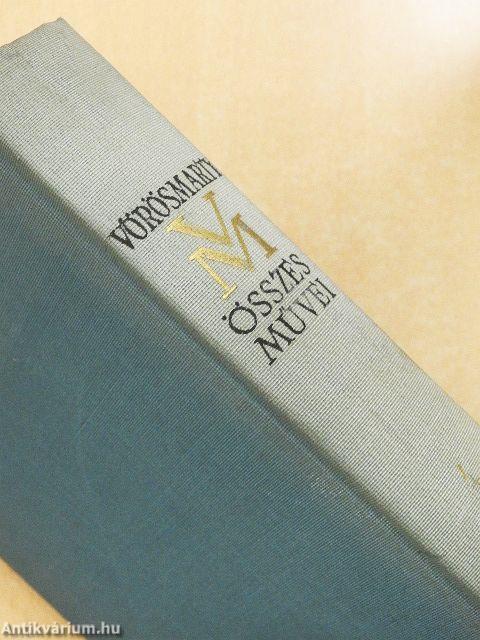 VÖRÖSMARTY
VM
ÖSSZES
MŰVEI
Antikvárium.hu